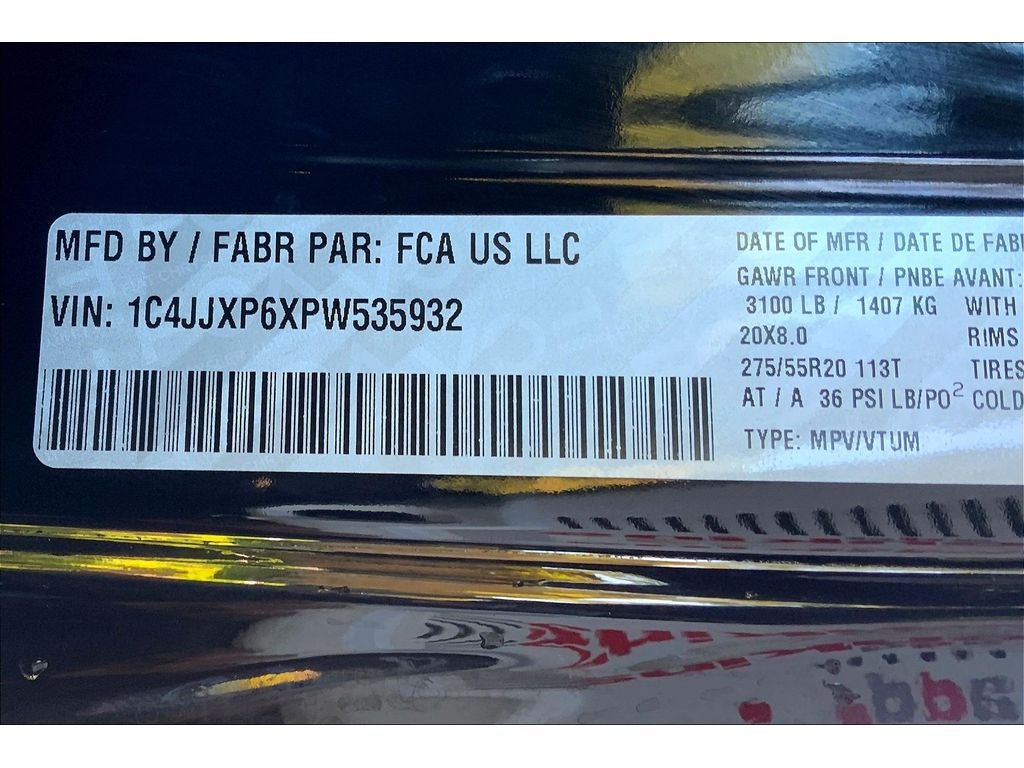 MFD BY / FABR PAR: FCA US LLC
VIN: 1C4JJXP6XPW535932
DATE OF MFR / DATE DE FABR
GAWR FRONT / PNBE AVANT:
3100 LB / 1407 KG WITH
20X8.0 RIMS
275/55R20 113T TIRES
AT / A 36 PSI LB/PO² COLD
TYPE: MPV/VTUM